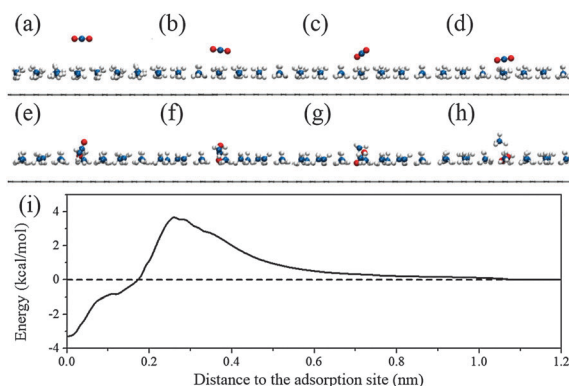 (a) (b) (c) (d)
(e) (f) (g) (h)
(i)
4
2
0
-2
-4
Energy (kcal/mol)
0.0 0.2 0.4 0.6 0.8 1.0 1.2
Distance to the adsorption site (nm)